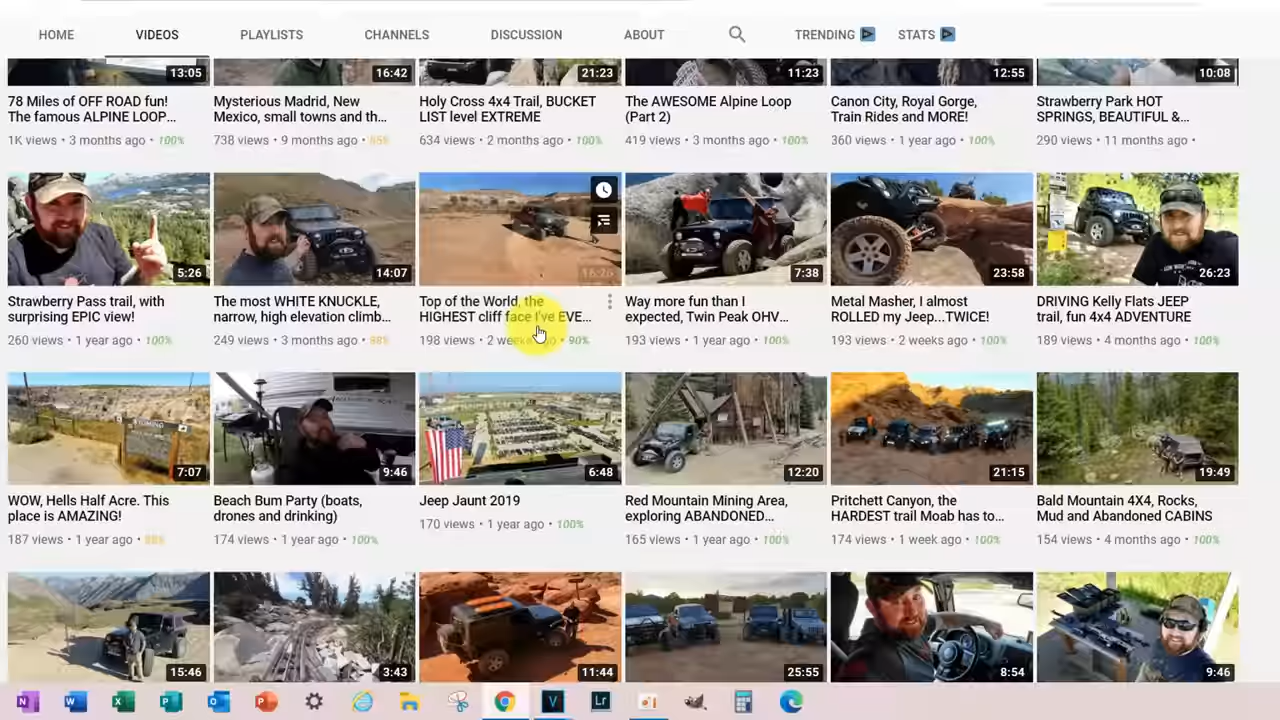 HOME VIDEOS PLAYLISTS CHANNELS DISCUSSION ABOUT TRENDING STATS
13:05 16:42 21:23 11:23 12:55 10:08
78 Miles of OFF ROAD fun! Mysterious Madrid, New Holy Cross 4x4 Trail, BUCKET The AWESOME Alpine Loop Canon City, Royal Gorge, Strawberry Park HOT
The famous ALPINE LOOP... Mexico, small towns and th... LIST level EXTREME (Part 2) Train Rides and MORE! SPRINGS, BEAUTIFUL &...
1K views • 3 months ago • 100% 738 views • 9 months ago • 85% 634 views • 2 months ago • 100% 419 views • 3 months ago • 100% 360 views • 1 year ago • 100% 290 views • 11 months ago •
5:26 14:07 16:26 7:38 23:58 26:23
Strawberry Pass trail, with The most WHITE KNUCKLE, Top of the World, the Way more fun than I Metal Masher, I almost DRIVING Kelly Flats JEEP
surprising EPIC view! narrow, high elevation climb... HIGHEST cliff face I've EVE... expected, Twin Peak OHV... ROLLED my Jeep...TWICE! trail, fun 4x4 ADVENTURE
260 views • 1 year ago • 100% 249 views • 3 months ago • 88% 198 views • 2 weeks ago • 90% 193 views • 1 year ago • 100% 193 views • 2 weeks ago • 100% 189 views • 4 months ago • 100%
WYOMING
7:07 9:46 6:48 12:20 21:15 19:49
WOW, Hells Half Acre. This Beach Bum Party (boats, Jeep Jaunt 2019 Red Mountain Mining Area, Pritchett Canyon, the Bald Mountain 4X4, Rocks,
place is AMAZING! drones and drinking) exploring ABANDONED... HARDEST trail Moab has to... Mud and Abandoned CABINS
187 views • 1 year ago • 88% 174 views • 1 year ago • 100% 170 views • 1 year ago • 100% 165 views • 1 year ago • 100% 174 views • 1 week ago • 100% 154 views • 4 months ago • 100%
15:46 3:43 11:44 25:55 8:54 9:46
N W X P O P V Lr